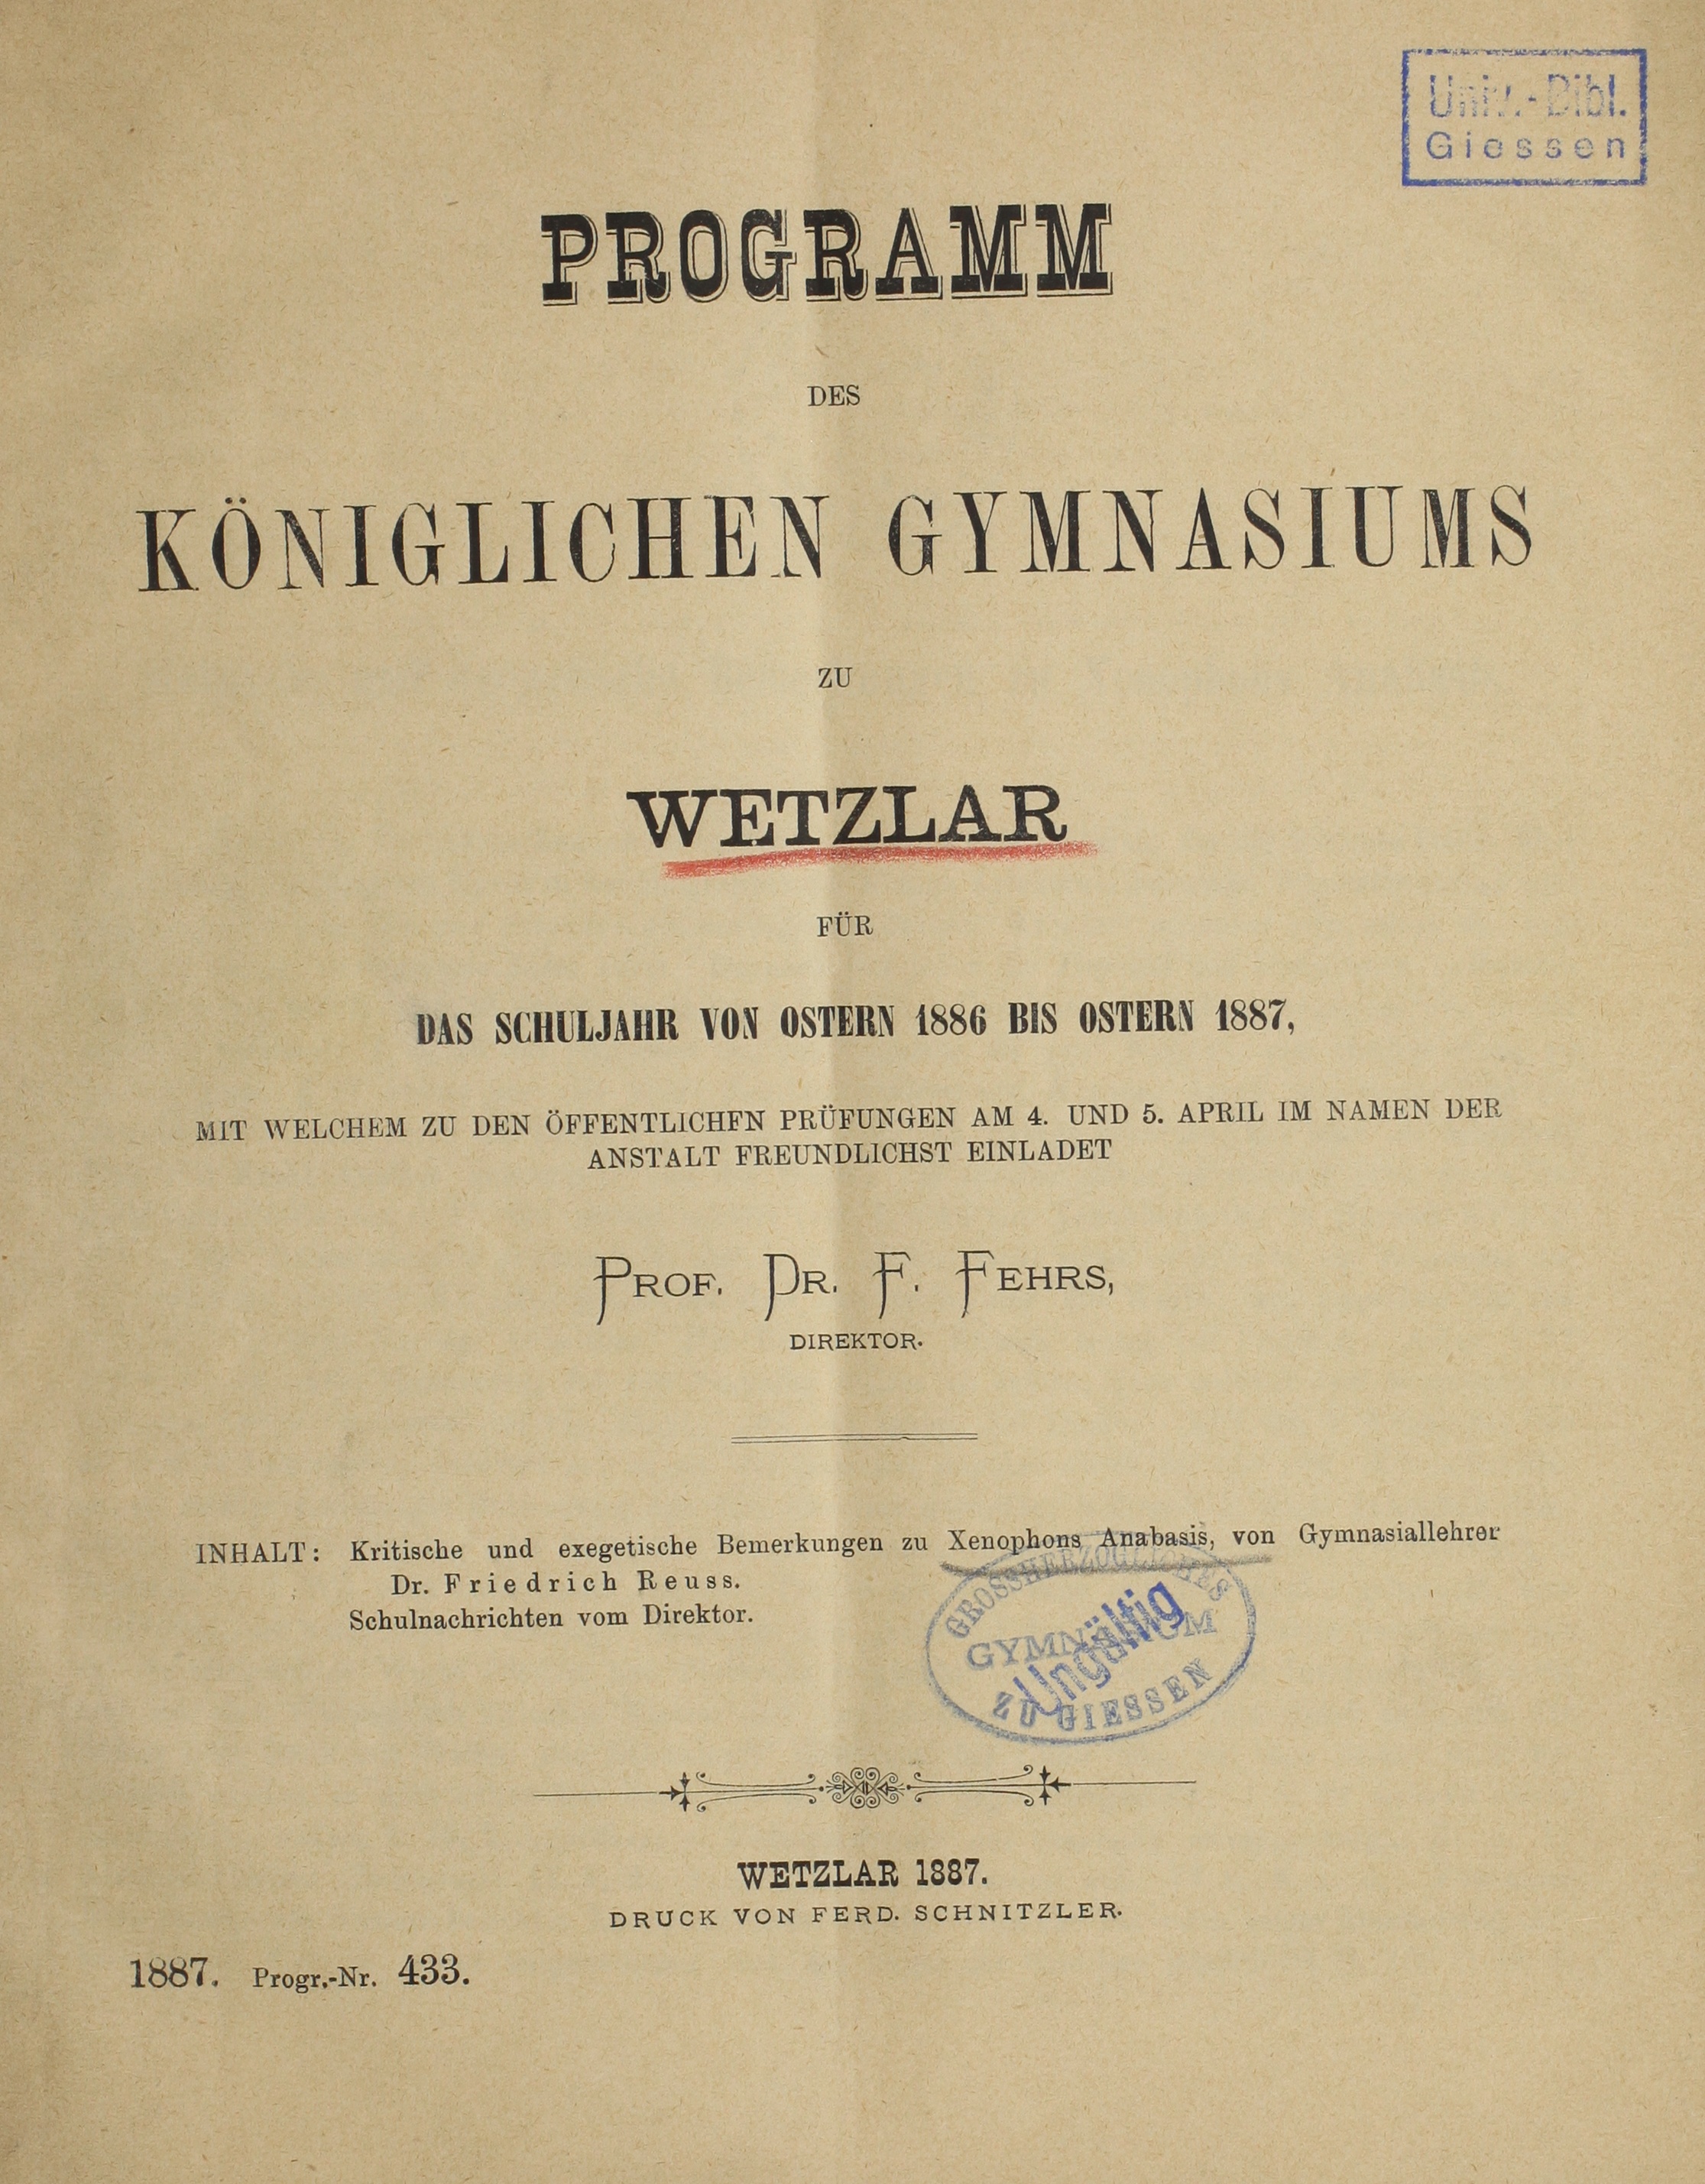 Univ.-Bibl.
Giessen
PROGRAMM
DES
KÖNIGLICHEN GYMNASIUMS
ZU
WETZLAR
FÜR
DAS SCHULJAHR VON OSTERN 1886 BIS OSTERN 1887,
MIT WELCHEM ZU DEN ÖFFENTLICHFN PRÜFUNGEN AM 4. UND 5. APRIL IM NAMEN DER
ANSTALT FREUNDLICHST EINLADET
PROF. DR. F. FEHRS,
DIREKTOR.
INHALT: Kritische und exegetische Bemerkungen zu Xenophons Anabasis, von Gymnasiallehrer
Dr. Friedrich Reuss.
Schulnachrichten vom Direktor.
GROSSHERZOGLICHES
GYMNASIUM
ZU GIESSEN
Ungültig
WETZLAR 1887.
DRUCK VON FERD. SCHNITZLER.
1887. Progr.-Nr. 433.